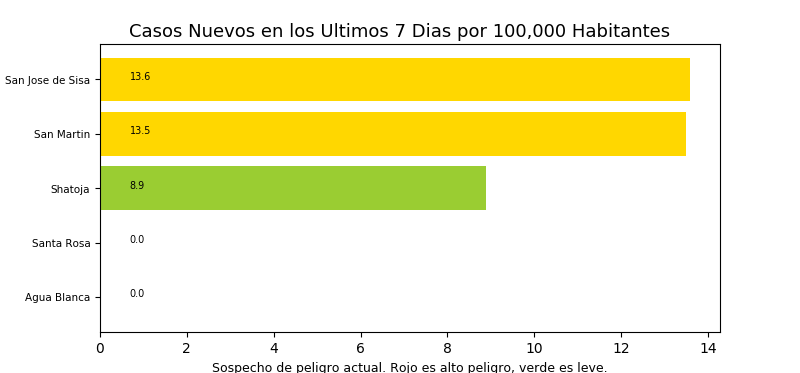 Casos Nuevos en los Ultimos 7 Dias por 100,000 Habitantes
San Jose de Sisa 13.6
San Martin 13.5
Shatoja 8.9
Santa Rosa 0.0
Agua Blanca 0.0
0 2 4 6 8 10 12 14
Sospecho de peligro actual. Rojo es alto peligro, verde es leve.